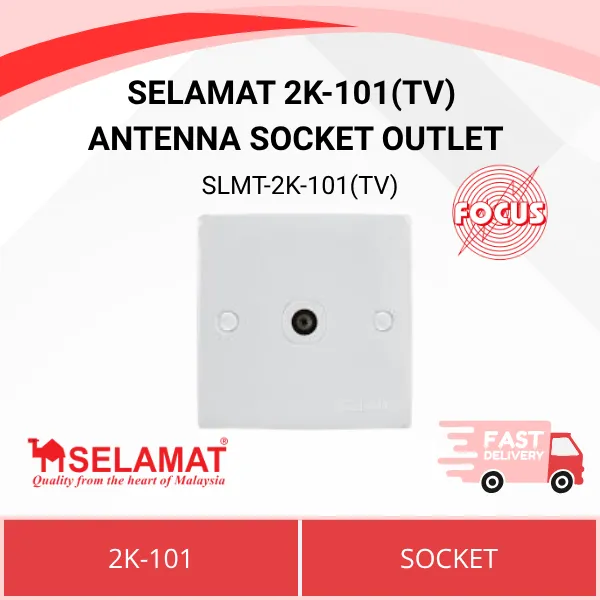 SELAMAT 2K-101(TV)
ANTENNA SOCKET OUTLET
SLMT-2K-101(TV)
FOCUS
SELAMAT®
Quality from the heart of Malaysia
FAST
DELIVERY
2K-101
SOCKET